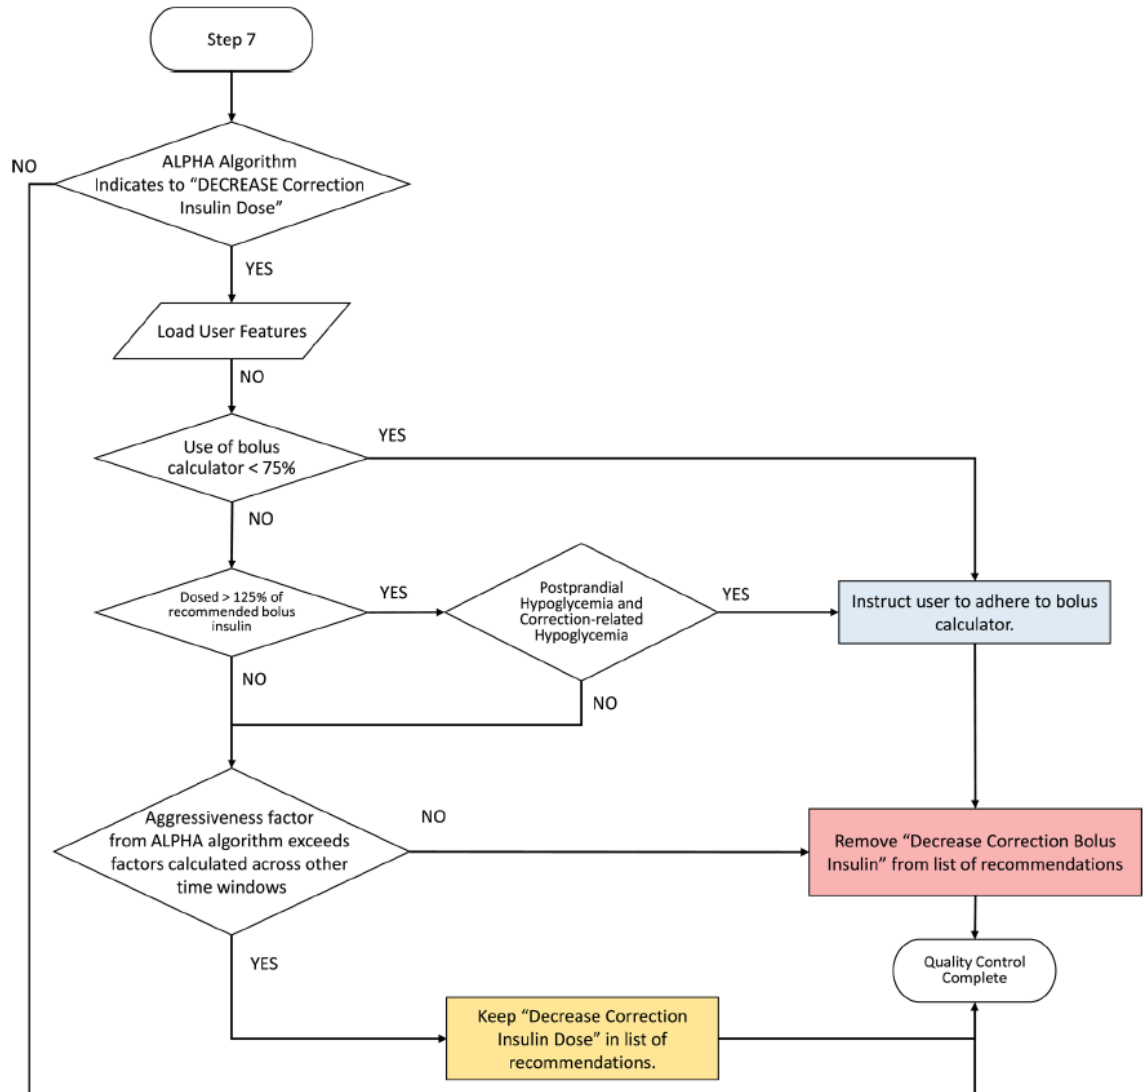 Step 7
NO
ALPHA Algorithm
Indicates to “DECREASE Correction
Insulin Dose”
YES
Load User Features
NO
Use of bolus
calculator < 75%
YES
NO
Dosed > 125% of
recommended bolus
insulin
YES
Postprandial
Hypoglycemia and
Correction-related
Hypoglycemia
YES
Instruct user to adhere to bolus
calculator.
NO
NO
Aggressiveness factor
from ALPHA algorithm exceeds
factors calculated across other
time windows
NO
Remove “Decrease Correction Bolus
Insulin” from list of recommendations
YES
Quality Control
Complete
Keep “Decrease Correction
Insulin Dose” in list of
recommendations.